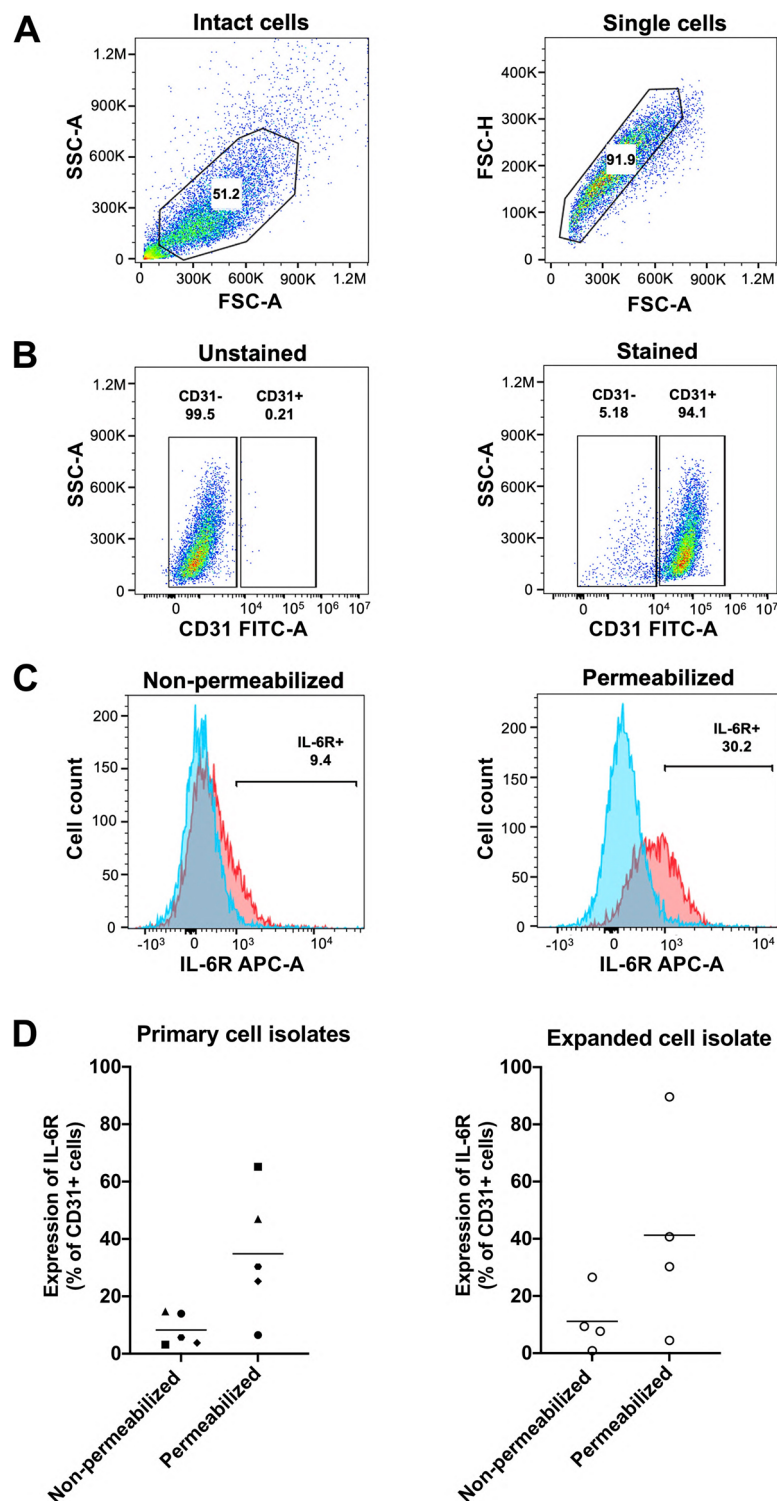 A
Intact cells
SSC-A
1.2M
900K
600K
300K
0
51.2
0 300K 600K 900K 1.2M
FSC-A
Single cells
FSC-H
400K
300K
200K
100K
0
91.9
0 300K 600K 900K 1.2M
FSC-A
B
Unstained
SSC-A
1.2M
900K
600K
300K
0
CD31-
99.5
CD31+
0.21
0 10⁴ 10⁵ 10⁶ 10⁷
CD31 FITC-A
Stained
SSC-A
1.2M
900K
600K
300K
0
CD31-
5.18
CD31+
94.1
0 10⁴ 10⁵ 10⁶ 10⁷
CD31 FITC-A
C
Non-permeabilized
Cell count
200
150
100
50
0
IL-6R+
9.4
-10³ 0 10³ 10⁴
IL-6R APC-A
Permeabilized
Cell count
200
150
100
50
0
IL-6R+
30.2
-10³ 0 10³ 10⁴
IL-6R APC-A
D
Primary cell isolates
Expression of IL-6R
(% of CD31+ cells)
100
80
60
40
20
0
Non-permeabilized
Permeabilized
Expanded cell isolate
Expression of IL-6R
(% of CD31+ cells)
100
80
60
40
20
0
Non-permeabilized
Permeabilized